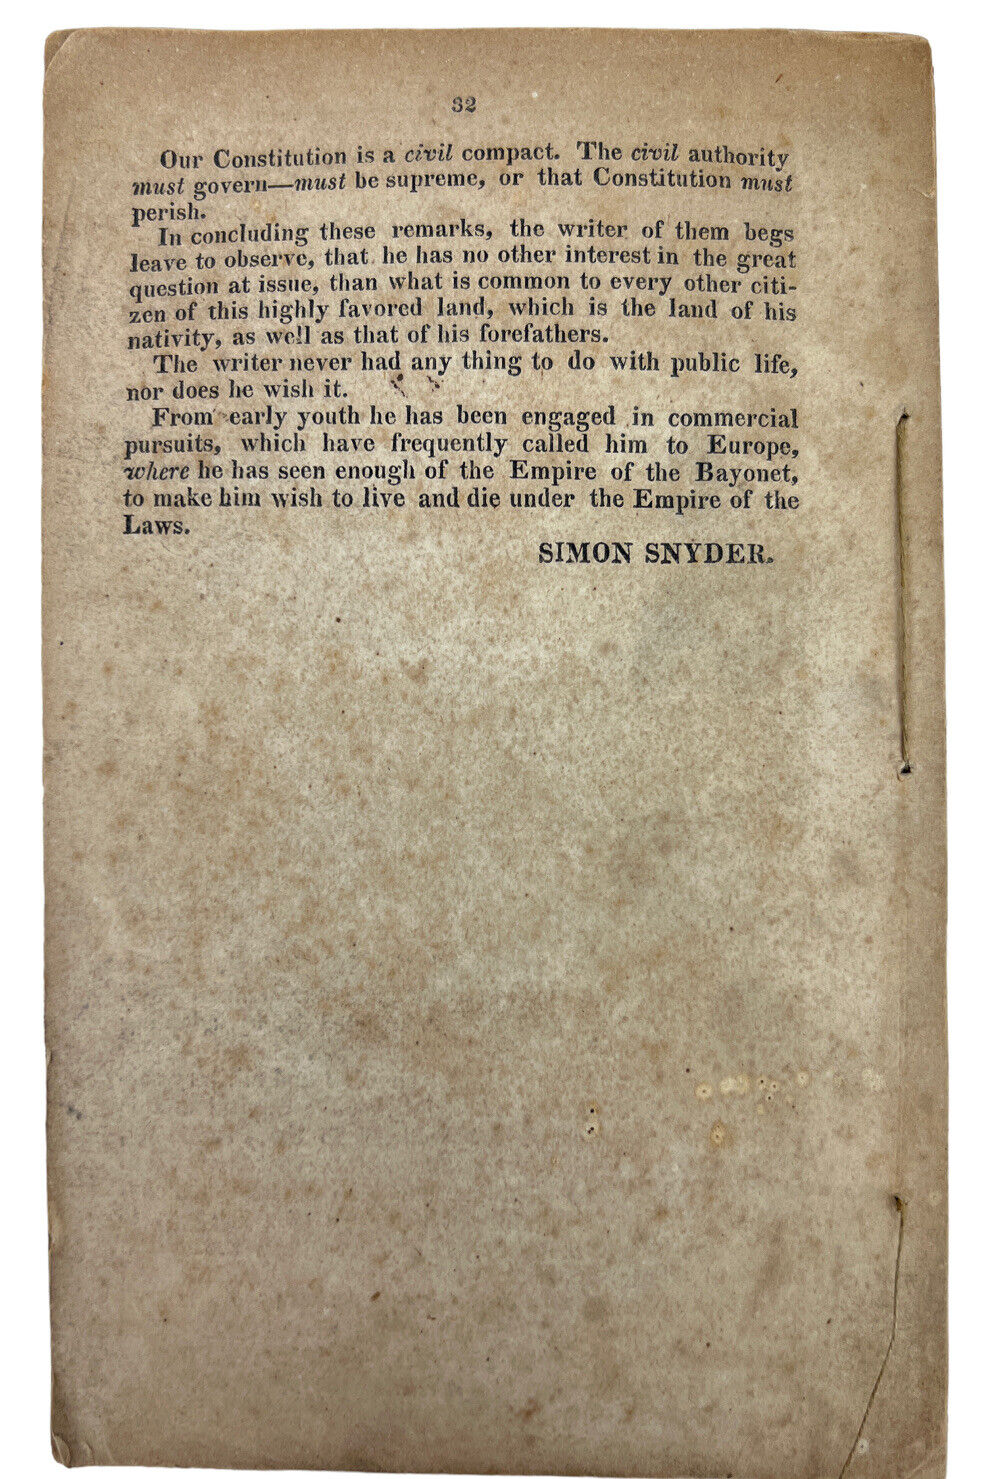 32
Our Constitution is a civil compact. The civil authority
must govern—must be supreme, or that Constitution must
perish.
In concluding these remarks, the writer of them begs
leave to observe, that he has no other interest in the great
question at issue, than what is common to every other citi-
zen of this highly favored land, which is the land of his
nativity, as well as that of his forefathers.
The writer never had any thing to do with public life,
nor does he wish it.
From early youth he has been engaged in commercial
pursuits, which have frequently called him to Europe,
where he has seen enough of the Empire of the Bayonet,
to make him wish to live and die under the Empire of the
Laws.
SIMON SNYDER.